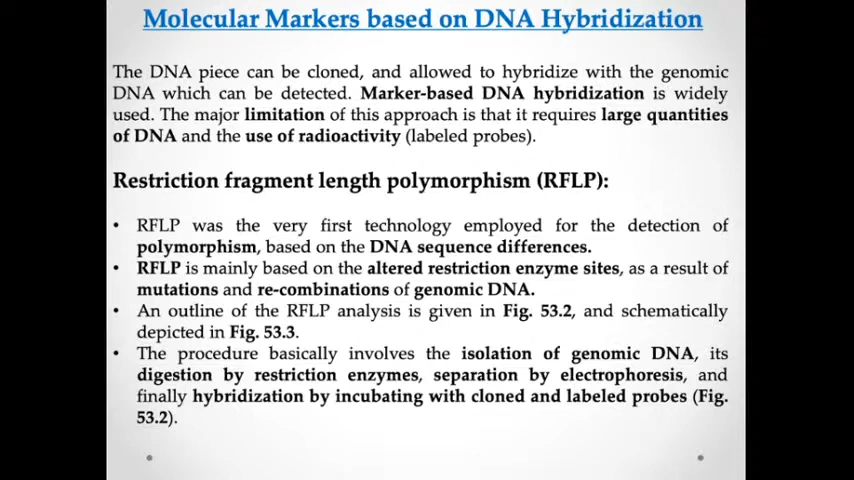 Molecular Markers based on DNA Hybridization
The DNA piece can be cloned, and allowed to hybridize with the genomic
DNA which can be detected. Marker-based DNA hybridization is widely
used. The major limitation of this approach is that it requires large quantities
of DNA and the use of radioactivity (labeled probes).
Restriction fragment length polymorphism (RFLP):
• RFLP was the very first technology employed for the detection of
polymorphism, based on the DNA sequence differences.
• RFLP is mainly based on the altered restriction enzyme sites, as a result of
mutations and re-combinations of genomic DNA.
• An outline of the RFLP analysis is given in Fig. 53.2, and schematically
depicted in Fig. 53.3.
• The procedure basically involves the isolation of genomic DNA, its
digestion by restriction enzymes, separation by electrophoresis, and
finally hybridization by incubating with cloned and labeled probes (Fig.
53.2).